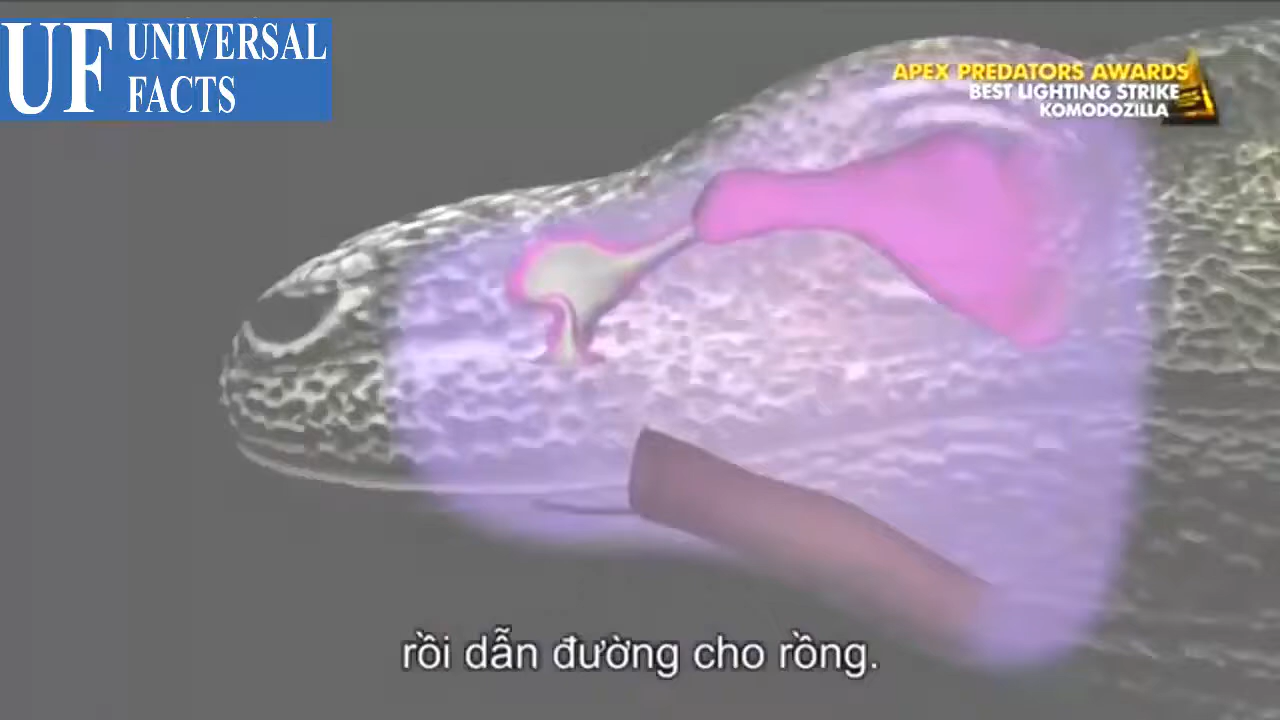 UF UNIVERSAL
FACTS
APEX PREDATORS AWARDS
BEST LIGHTING STRIKE
KOMODOZILLA
rồi dẫn đường cho rồng.